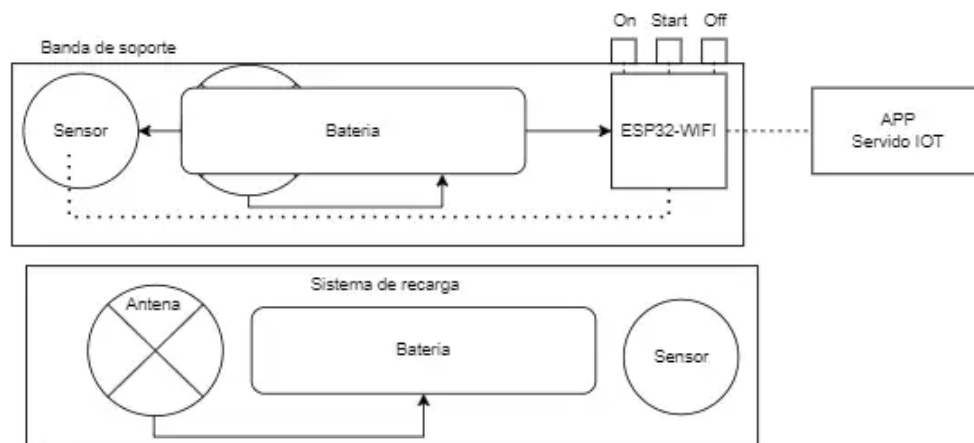 On Start Off
Banda de soporte
Sensor
Bateria
ESP32-WIFI
APP
Servido IOT
Sistema de recarga
Antena
Bateria
Sensor